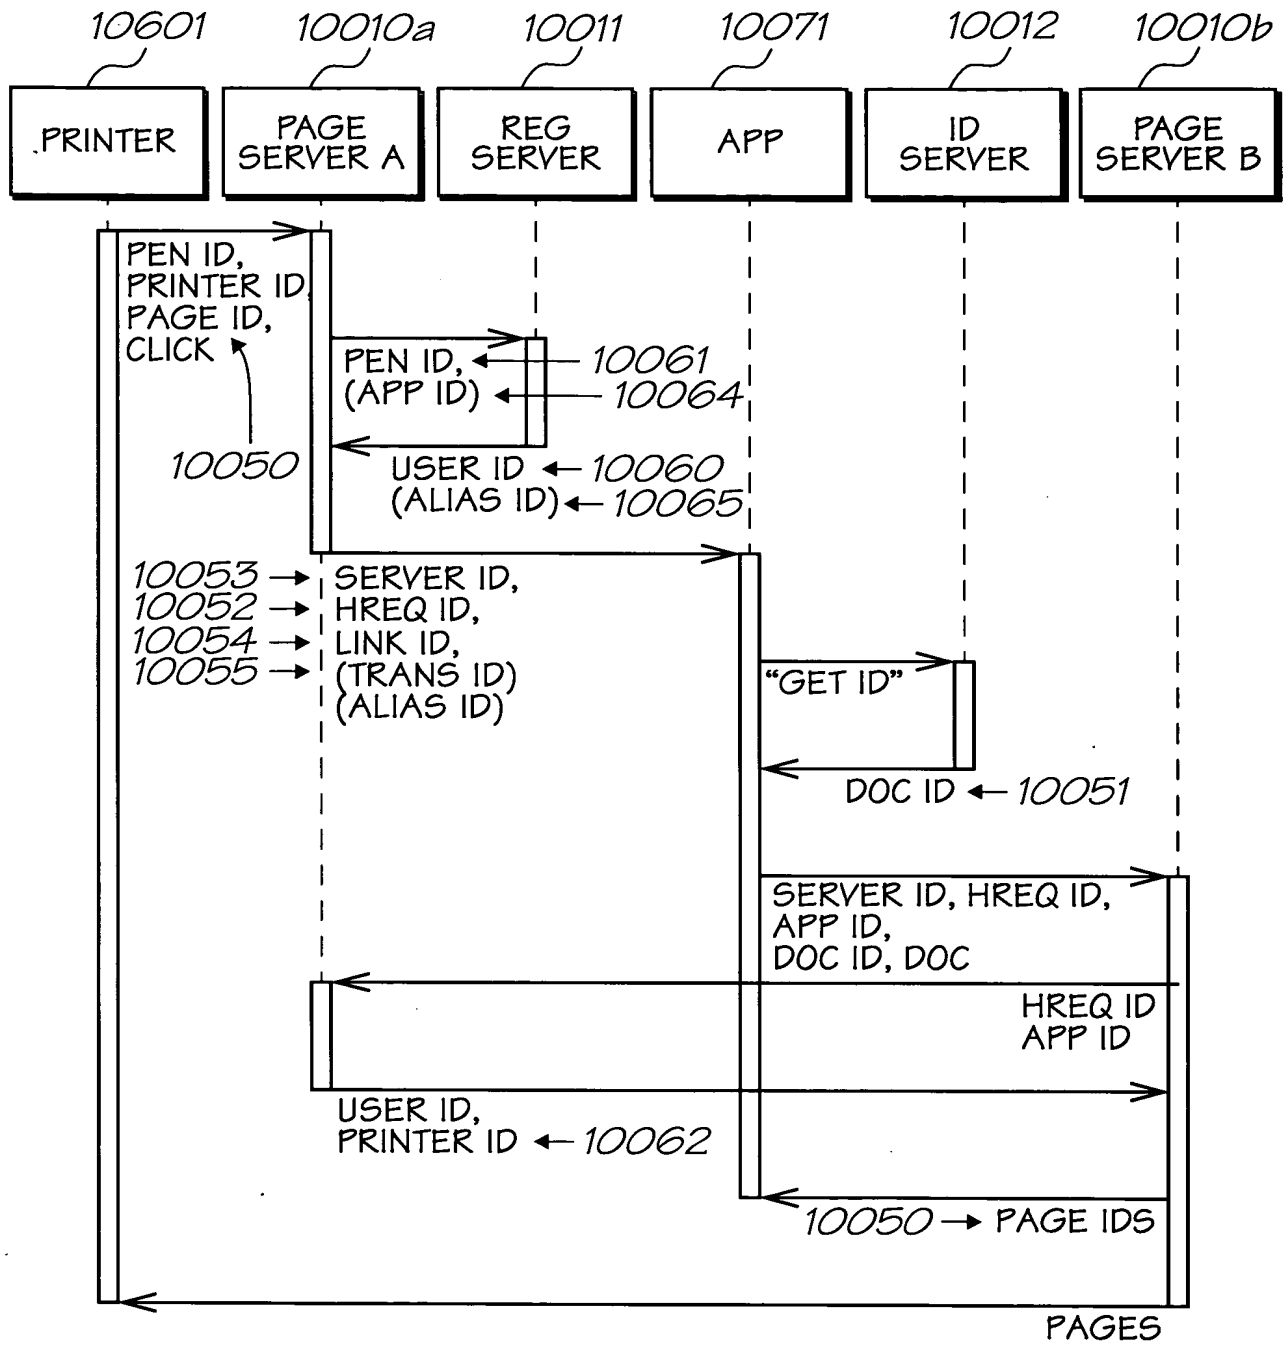 10601 10010a 10011 10071 10012 10010b
PRINTER
PAGE
SERVER A
REG
SERVER
APP
ID
SERVER
PAGE
SERVER B
PEN ID,
PRINTER ID,
PAGE ID,
CLICK
10050
PEN ID, 10061
(APP ID) 10064
USER ID 10060
(ALIAS ID) 10065
10053 SERVER ID,
10052 HREQ ID,
10054 LINK ID,
10055 (TRANS ID)
(ALIAS ID)
“GET ID”
DOC ID 10051
SERVER ID, HREQ ID,
APP ID,
DOC ID, DOC
HREQ ID
APP ID
USER ID,
PRINTER ID 10062
10050 PAGE IDS
PAGES